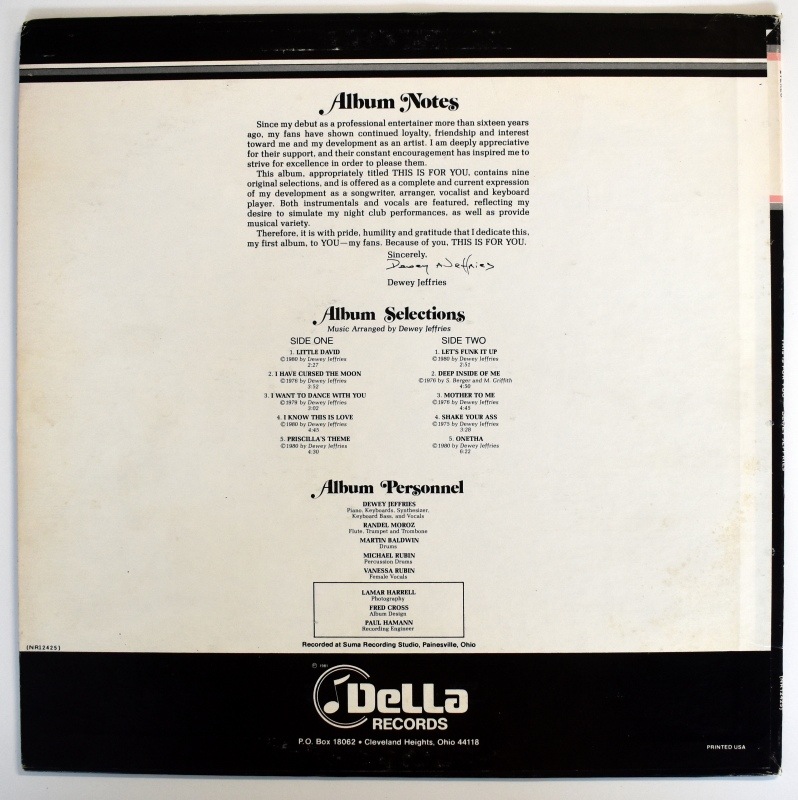 Album Notes
Since my debut as a professional entertainer more than sixteen years
ago, my fans have shown continued loyalty, friendship and interest
toward me and my development as an artist. I am deeply appreciative
for their support, and their constant encouragement has inspired me to
strive for excellence in order to please them.
This album, appropriately titled THIS IS FOR YOU, contains nine
original selections, and is offered as a complete and current expression
of my development as a songwriter, arranger, vocalist and keyboard
player. Both instrumentals and vocals are featured, reflecting my
desire to simulate my night club performances, as well as provide
musical variety.
Therefore, it is with pride, humility and gratitude that I dedicate this,
my first album, to YOU—my fans. Because of you, THIS IS FOR YOU.
Sincerely,
Dewey Jeffries
Dewey Jeffries
Album Selections
Music Arranged by Dewey Jeffries
SIDE ONE
1. LITTLE DAVID
©1980 by Dewey Jeffries
2:27
2. I HAVE CURSED THE MOON
©1976 by Dewey Jeffries
3:52
3. I WANT TO DANCE WITH YOU
©1979 by Dewey Jeffries
3:02
4. I KNOW THIS IS LOVE
©1980 by Dewey Jeffries
4:45
5. PRISCILLA'S THEME
©1980 by Dewey Jeffries
4:30
SIDE TWO
1. LET'S FUNK IT UP
©1980 by Dewey Jeffries
2:51
2. DEEP INSIDE OF ME
©1976 by S. Berger and M. Griffith
4:50
3. MOTHER TO ME
©1976 by Dewey Jeffries
4:45
4. SHAKE YOUR ASS
©1975 by Dewey Jeffries
3:28
5. ONETHA
©1980 by Dewey Jeffries
6:22
Album Personnel
DEWEY JEFFRIES
Piano, Keyboards, Synthesizer,
Keyboard Bass, and Vocals
RANDEL MOROZ
Flute, Trumpet and Trombone
MARTIN BALDWIN
Drums
MICHAEL RUBIN
Percussion Drums
VANESSA RUBIN
Female Vocals
LAMAR HARRELL
Photography
FRED CROSS
Album Design
PAUL HAMANN
Recording Engineer
Recorded at Suma Recording Studio, Painesville, Ohio
(NR12425)
℗ 1981
Della
RECORDS
P.O. Box 18062 • Cleveland Heights, Ohio 44118
PRINTED USA